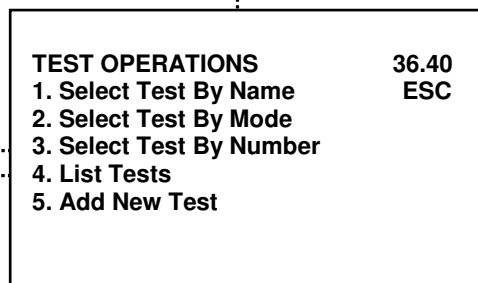 TEST OPERATIONS 36.40
1. Select Test By Name ESC
2. Select Test By Mode
3. Select Test By Number
4. List Tests
5. Add New Test